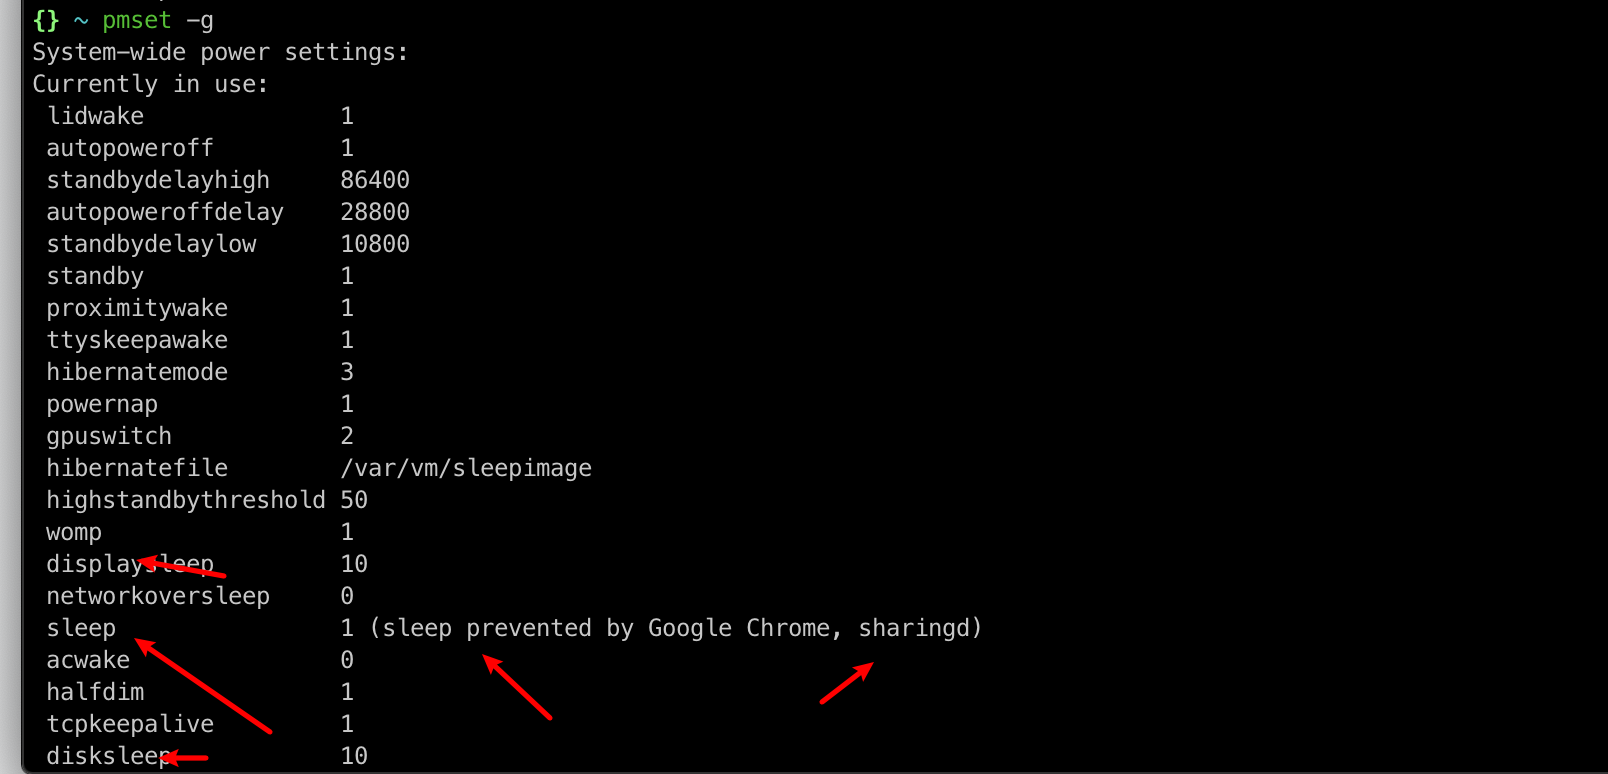 {} ~ pmset -g
System-wide power settings:
Currently in use:
lidwake 1
autopoweroff 1
standbydelayhigh 86400
autopoweroffdelay 28800
standbydelaylow 10800
standby 1
proximitywake 1
ttyskeepawake 1
hibernatemode 3
powernap 1
gpuswitch 2
hibernatefile /var/vm/sleepimage
highstandbythreshold 50
womp 1
displaysleep 10
networkoversleep 0
sleep 1 (sleep prevented by Google Chrome, sharingd)
acwake 0
halfdim 1
tcpkeepalive 1
disksleep 10